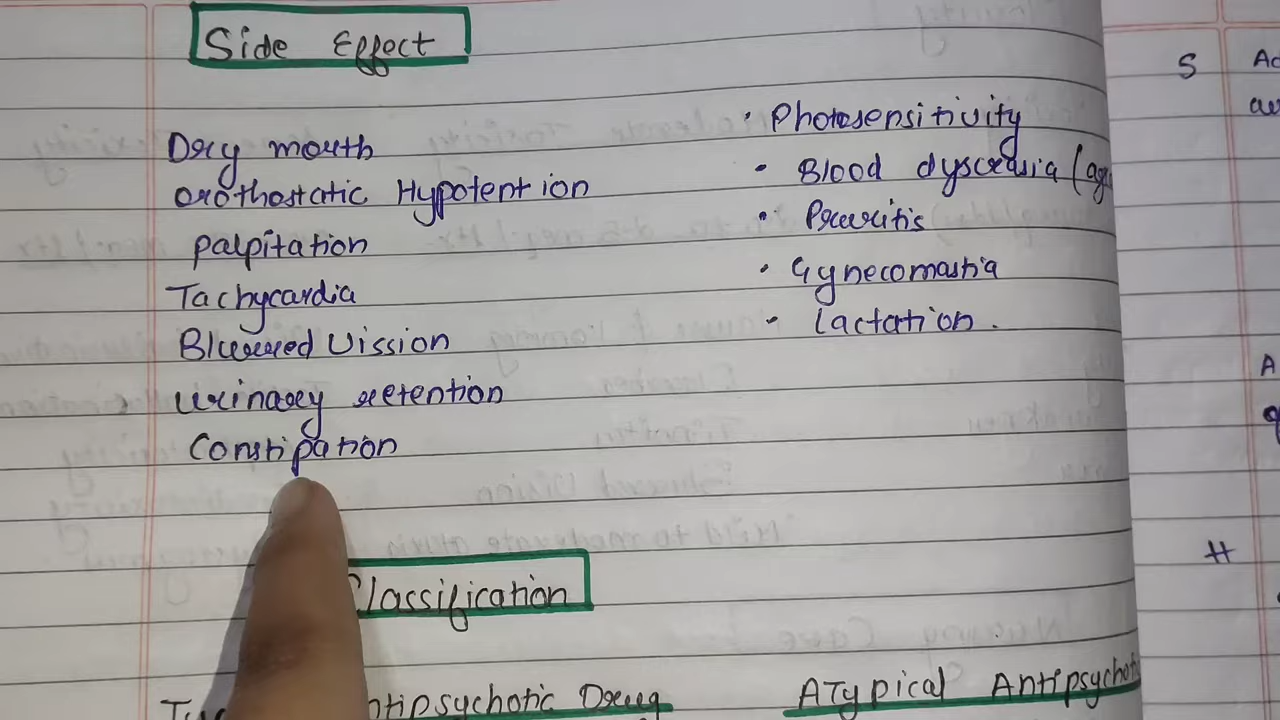 Side Effect
Dry mouth
orothostatic Hypotention
palpitation
Tachycardia
Blurred Vission
Urinary retention
Constipation
• Photosensitivity
• Blood dyscrasia (
• Pruritis
• Gynecomastia
• Lactation.
Classification
Antipsychotic Drug
ATypical Antipsychoti
S
H
A